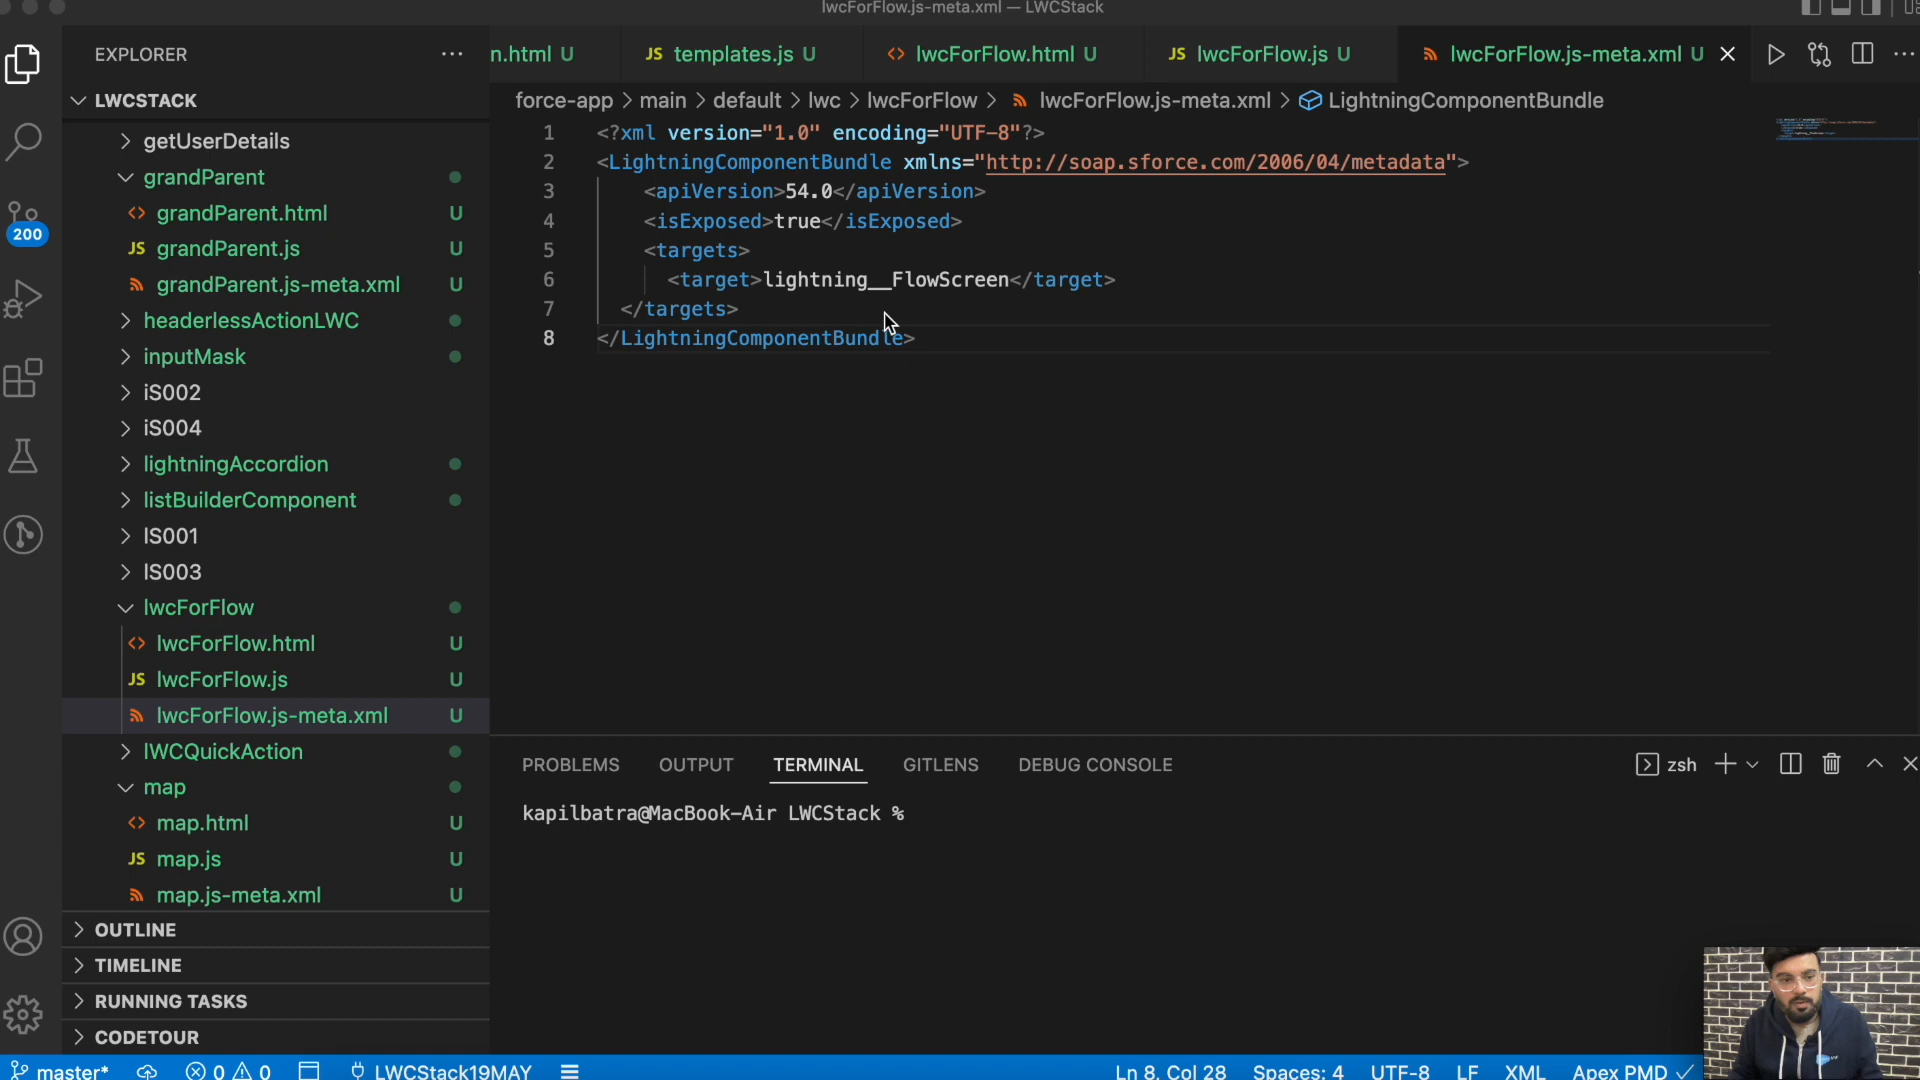 lwcForFlow.js-meta.xml — LWCStack
EXPLORER
n.html U
JS templates.js U
<> lwcForFlow.html U
JS lwcForFlow.js U
lwcForFlow.js-meta.xml U
LWCSTACK
force-app > main > default > lwc > lwcForFlow > lwcForFlow.js-meta.xml > LightningComponentBundle
getUserDetails
grandParent
<> grandParent.html U
JS grandParent.js U
grandParent.js-meta.xml U
headerlessActionLWC
inputMask
iS002
iS004
lightningAccordion
listBuilderComponent
lS001
lS003
lwcForFlow
<> lwcForFlow.html U
JS lwcForFlow.js U
lwcForFlow.js-meta.xml U
lWCQuickAction
map
<> map.html U
JS map.js U
map.js-meta.xml U
OUTLINE
TIMELINE
RUNNING TASKS
CODETOUR
200
1 <?xml version="1.0" encoding="UTF-8"?>
2 <LightningComponentBundle xmlns="http://soap.sforce.com/2006/04/metadata">
3 <apiVersion>54.0</apiVersion>
4 <isExposed>true</isExposed>
5 <targets>
6 <target>lightning__FlowScreen</target>
7 </targets>
8 </LightningComponentBundle>
PROBLEMS OUTPUT TERMINAL GITLENS DEBUG CONSOLE
zsh
kapilbatra@MacBook-Air LWCStack %
master* 0 0 LWCStack19MAY Ln 8, Col 28 Spaces: 4 UTF-8 LF XML Apex PMD